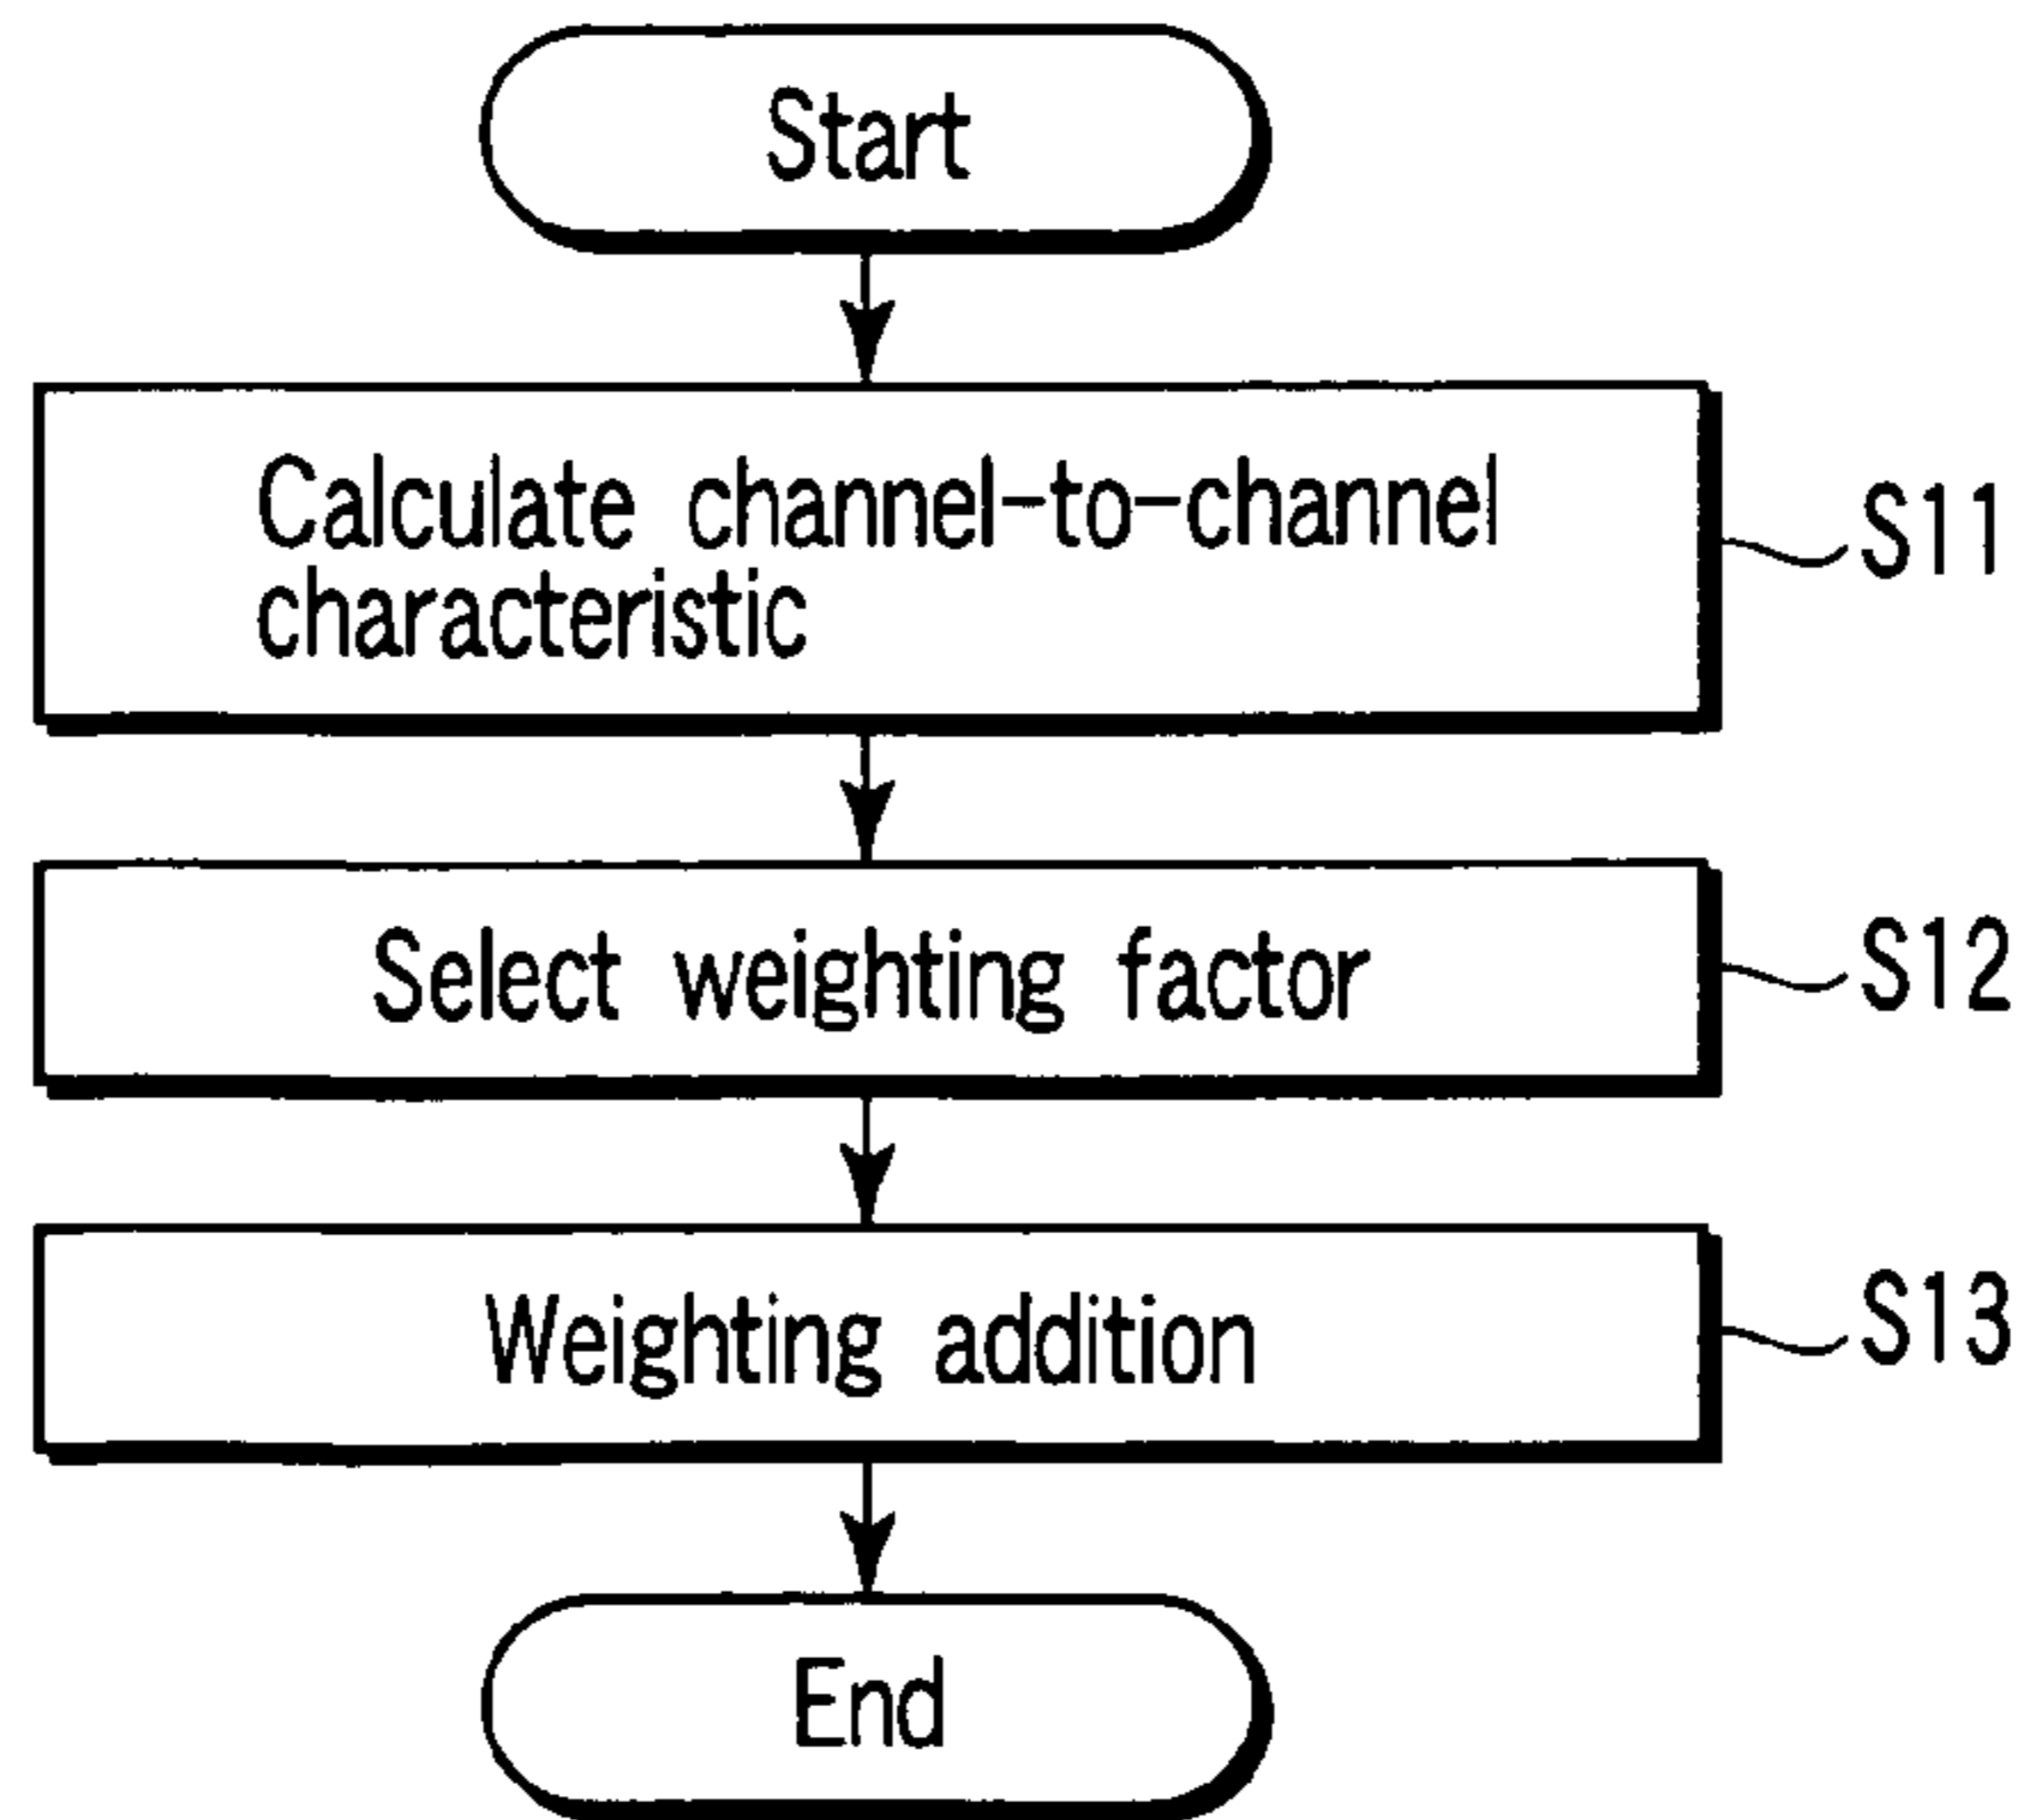 Start
Calculate channel-to-channel
characteristic
S11
Select weighting factor
S12
Weighting addition
S13
End